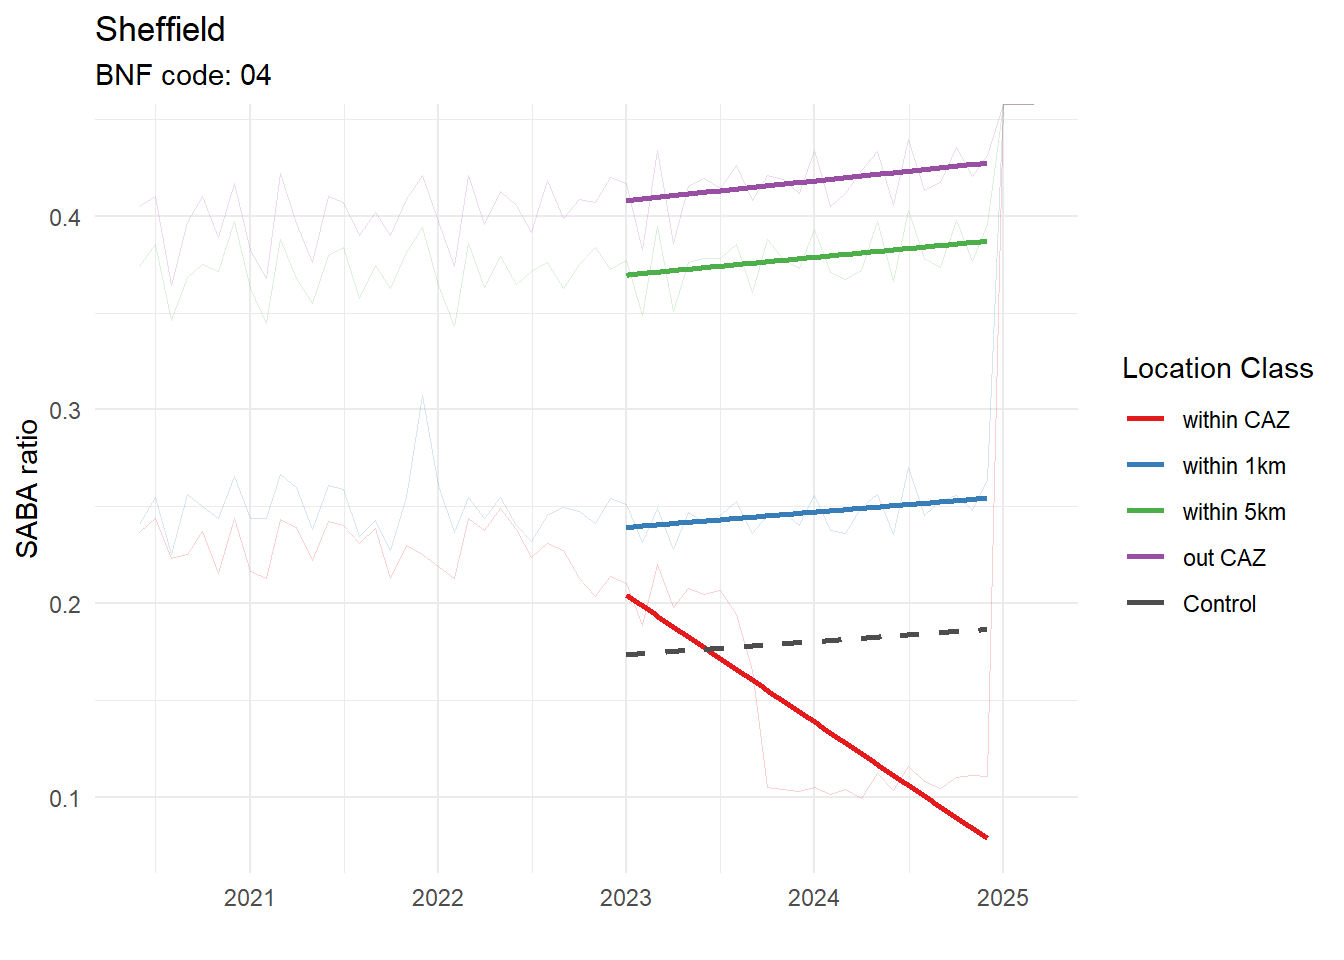 Sheffield
BNF code: 04
SABA ratio
0.4
0.3
0.2
0.1
2021
2022
2023
2024
2025
Location Class
within CAZ
within 1km
within 5km
out CAZ
Control